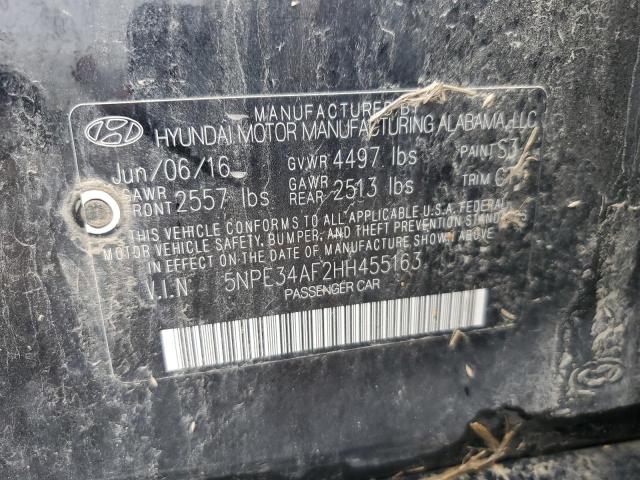 MANUFACTURED BY
HYUNDAI MOTOR MANUFACTURING ALABAMA, LLC
Jun/06/16 GVWR 4497 lbs PAINT S3
GAWR FRONT 2557 lbs GAWR REAR 2513 lbs TRIM
THIS VEHICLE CONFORMS TO ALL APPLICABLE U.S.A. FEDERAL
MOTOR VEHICLE SAFETY, BUMPER, AND THEFT PREVENTION STANDARDS
IN EFFECT ON THE DATE OF MANUFACTURE SHOWN ABOVE
V.I.N 5NPE34AF2HH455163
PASSENGER CAR